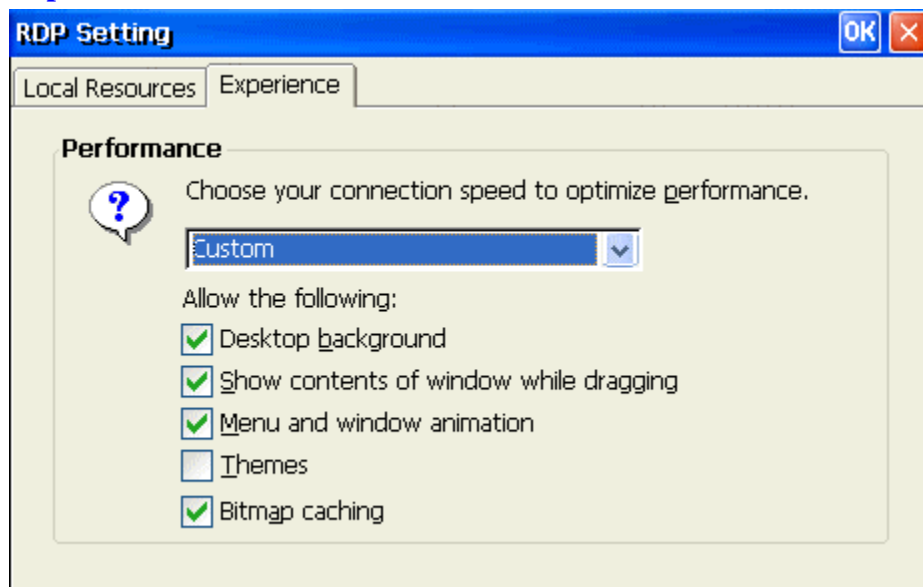 RDP Setting OK
Local Resources Experience
Performance
Choose your connection speed to optimize performance.
Custom
Allow the following:
Desktop background
Show contents of window while dragging
Menu and window animation
Themes
Bitmap caching